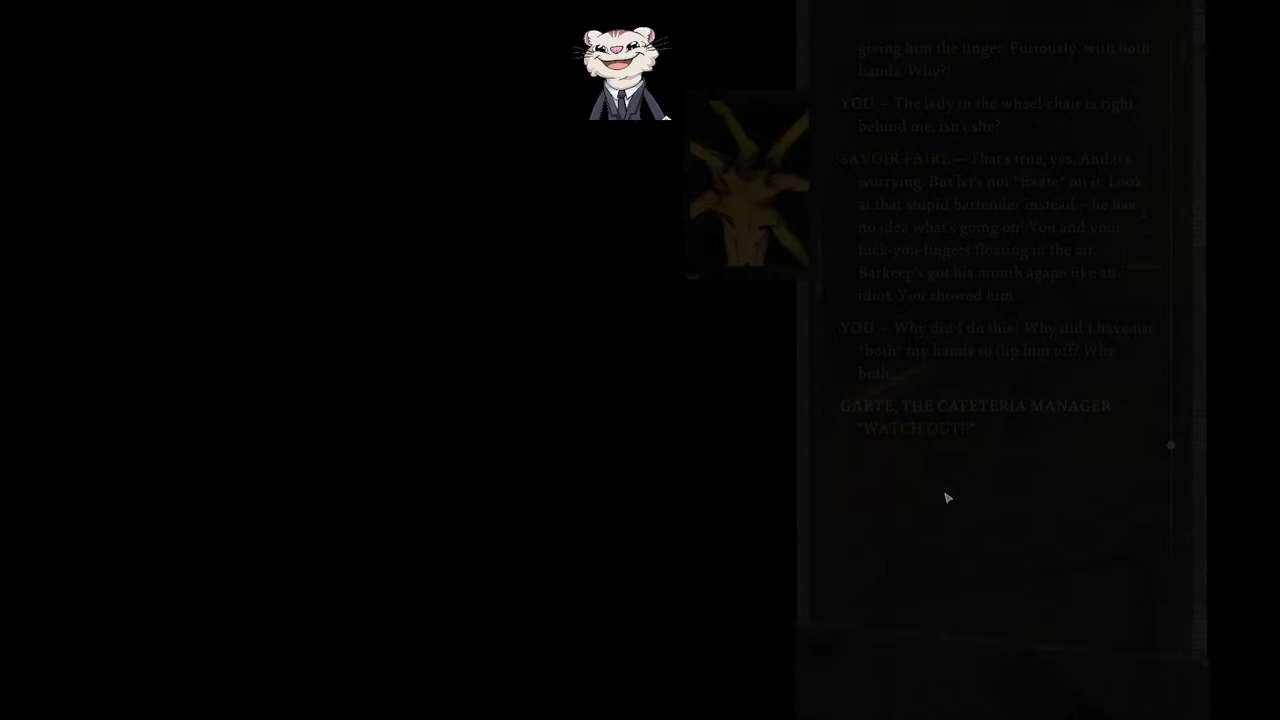 giving him the finger. Furiously, with both
hands. Why?!
YOU – The lady in the wheel-chair is right
behind me, isn't she?
SAVOIR FAIRE – That's true, yes. And it's
worrying. But let's not *fixate* on it. Look
at that stupid bartender instead – he has
no idea what's going on! You and your
fuck-you-fingers floating in the air.
Barkeep's got his mouth agape like an
idiot. You showed him.
YOU – Why did I do this? Why did I have use
*both* my hands to flip him off? Why
both...
GARTE, THE CAFETERIA MANAGER
"WATCH OUT!!"